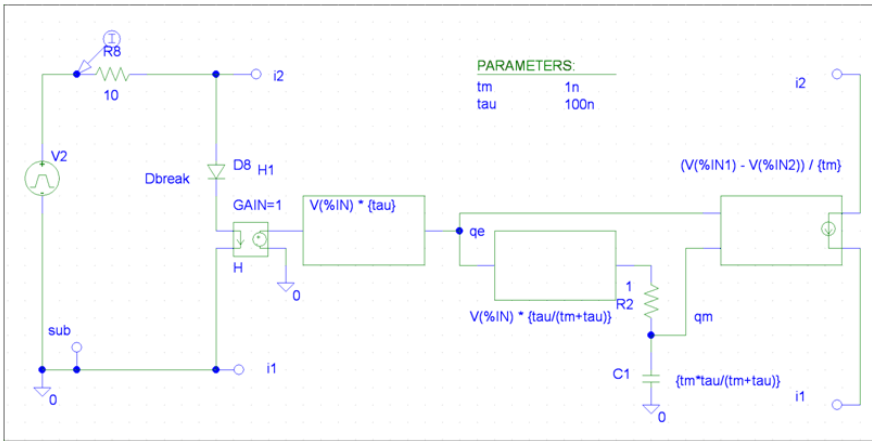 I
R8
10
i2
PARAMETERS:
tm 1n
tau 100n
i2
V2
Dbreak
D8
H1
(V(%IN1) - V(%IN2)) / {tm}
GAIN=1
V(%IN) * {tau}
qe
H
0
1
R2
V(%IN) * {tau/(tm+tau)}
qm
sub
i1
C1
{tm*tau/(tm+tau)}
i1
0
0